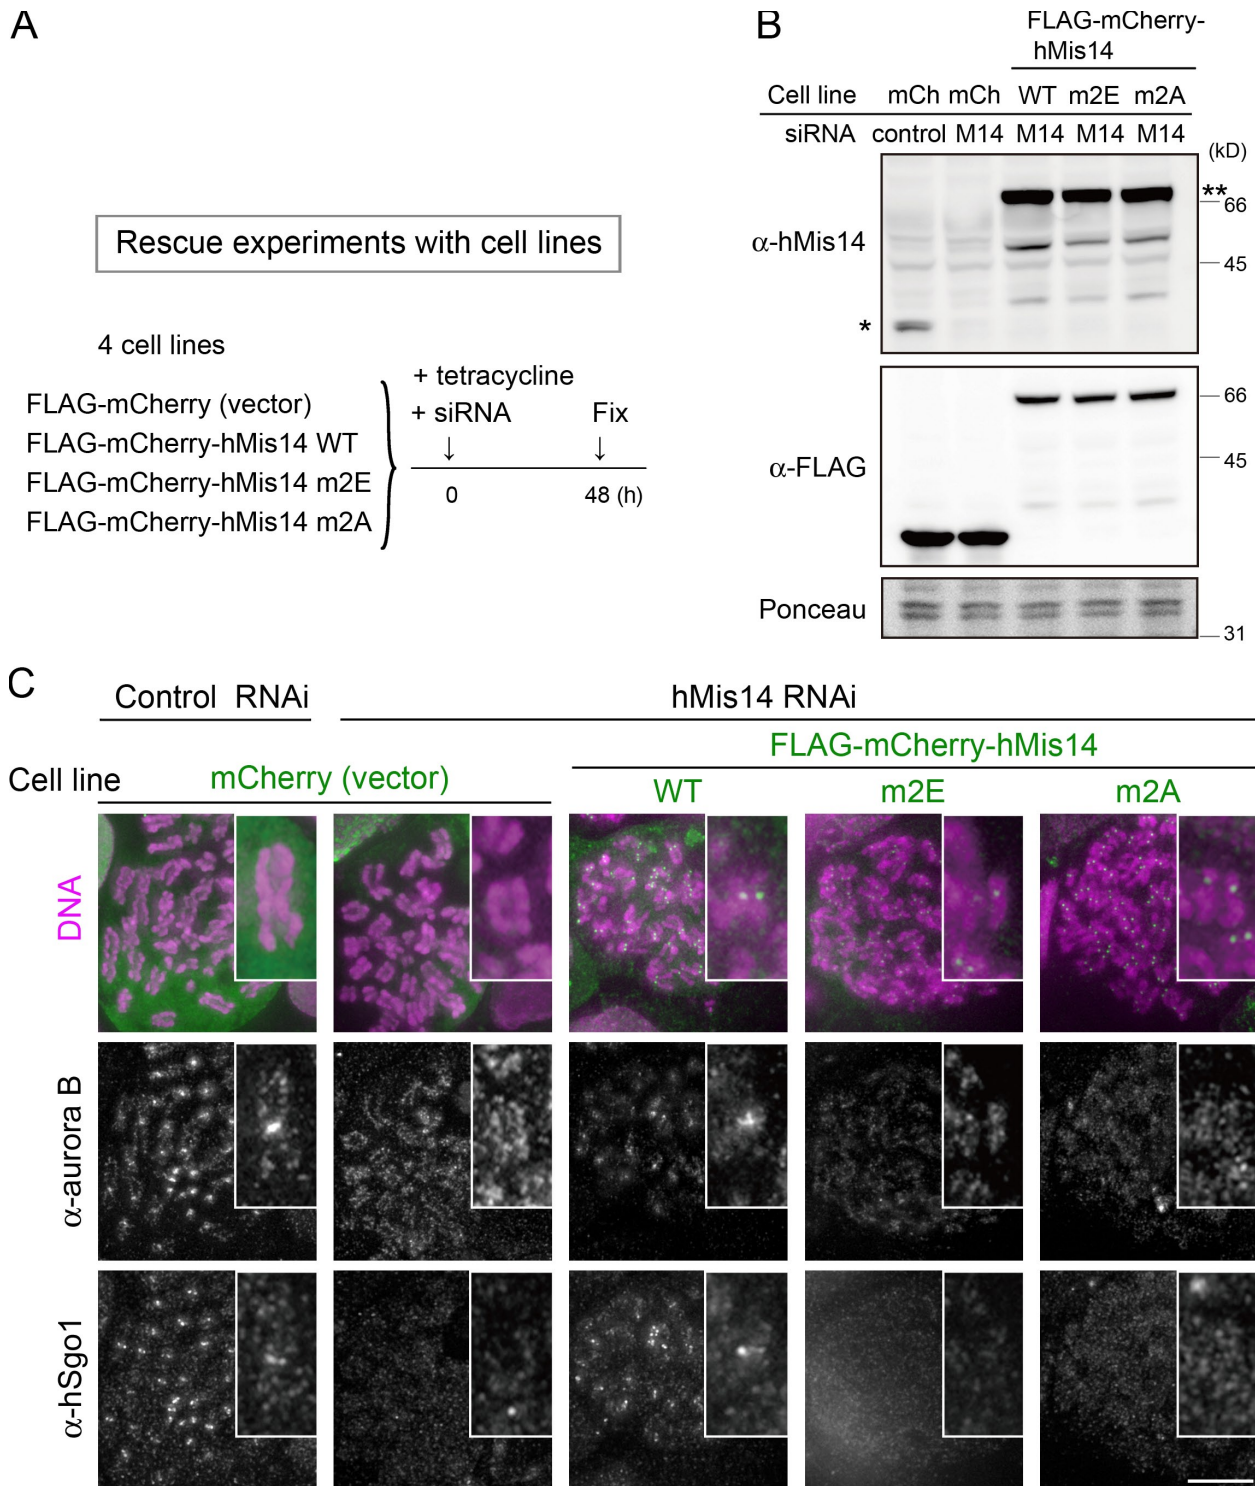 A
Rescue experiments with cell lines
4 cell lines
FLAG-mCherry (vector)
FLAG-mCherry-hMis14 WT
FLAG-mCherry-hMis14 m2E
FLAG-mCherry-hMis14 m2A
+ tetracycline
+ siRNA Fix
↓ ↓
0 48 (h)
B
FLAG-mCherry-
hMis14
Cell line mCh mCh WT m2E m2A
siRNA control M14 M14 M14 M14
(kD)
**
66
α-hMis14
45
*
66
45
α-FLAG
Ponceau
31
C
Control RNAi hMis14 RNAi
FLAG-mCherry-hMis14
Cell line mCherry (vector)
WT m2E m2A
DNA
α-aurora B
α-hSgo1